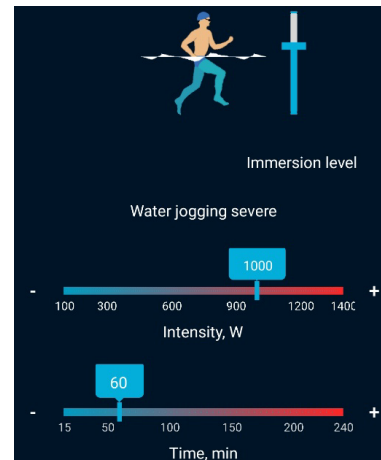 Immersion level
Water jogging severe
1000
- +
100 300 600 900 1200 1400
Intensity, W
60
- +
15 50 100 150 200 240
Time, min